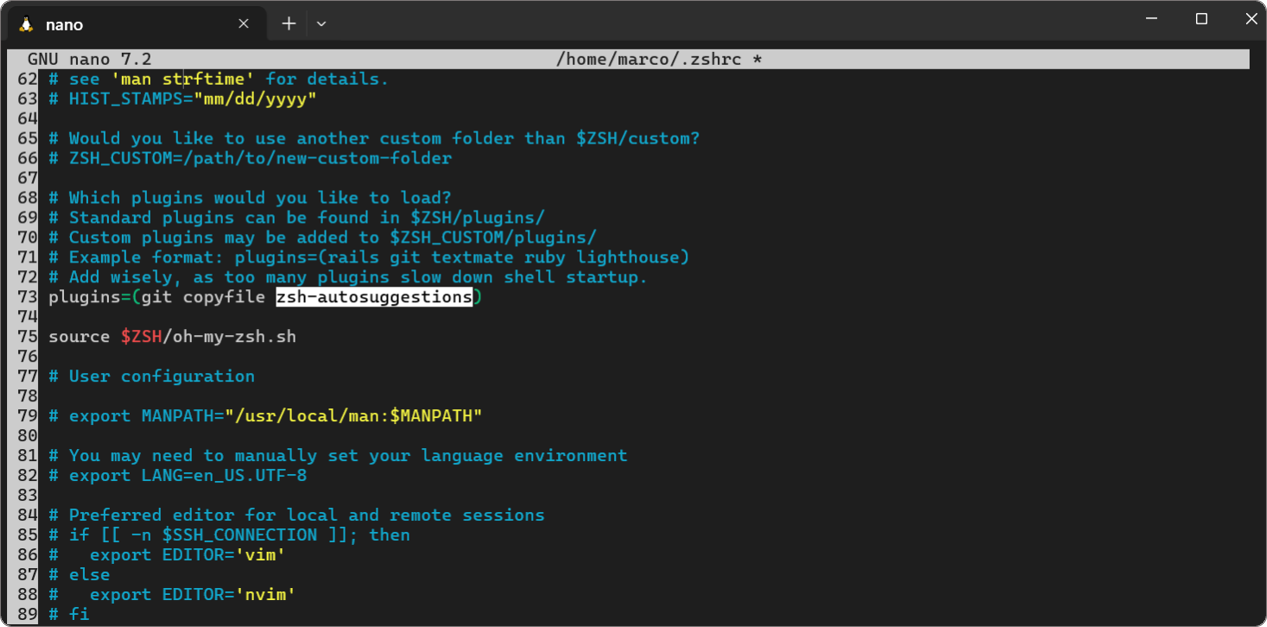 nano
GNU nano 7.2 /home/marco/.zshrc *
62 # see 'man strftime' for details.
63 # HIST_STAMPS="mm/dd/yyyy"
64
65 # Would you like to use another custom folder than $ZSH/custom?
66 # ZSH_CUSTOM=/path/to/new-custom-folder
67
68 # Which plugins would you like to load?
69 # Standard plugins can be found in $ZSH/plugins/
70 # Custom plugins may be added to $ZSH_CUSTOM/plugins/
71 # Example format: plugins=(rails git textmate ruby lighthouse)
72 # Add wisely, as too many plugins slow down shell startup.
73 plugins=(git copyfile zsh-autosuggestions)
74
75 source $ZSH/oh-my-zsh.sh
76
77 # User configuration
78
79 # export MANPATH="/usr/local/man:$MANPATH"
80
81 # You may need to manually set your language environment
82 # export LANG=en_US.UTF-8
83
84 # Preferred editor for local and remote sessions
85 # if [[ -n $SSH_CONNECTION ]]; then
86 #   export EDITOR='vim'
87 # else
88 #   export EDITOR='nvim'
89 # fi